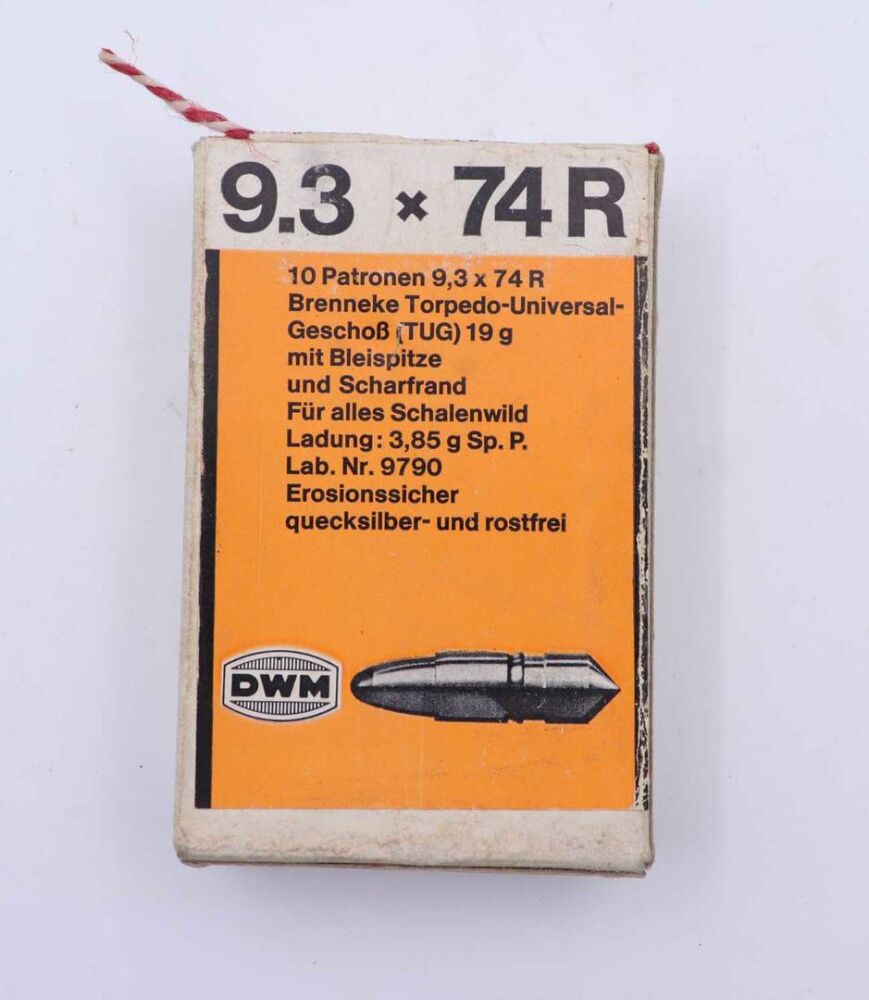 9.3 × 74 R
10 Patronen 9,3 x 74 R
Brenneke Torpedo-Universal-
Geschoß (TUG) 19 g
mit Bleispitze
und Scharfrand
Für alles Schalenwild
Ladung: 3,85 g Sp. P.
Lab. Nr. 9790
Erosionssicher
quecksilber- und rostfrei
DWM